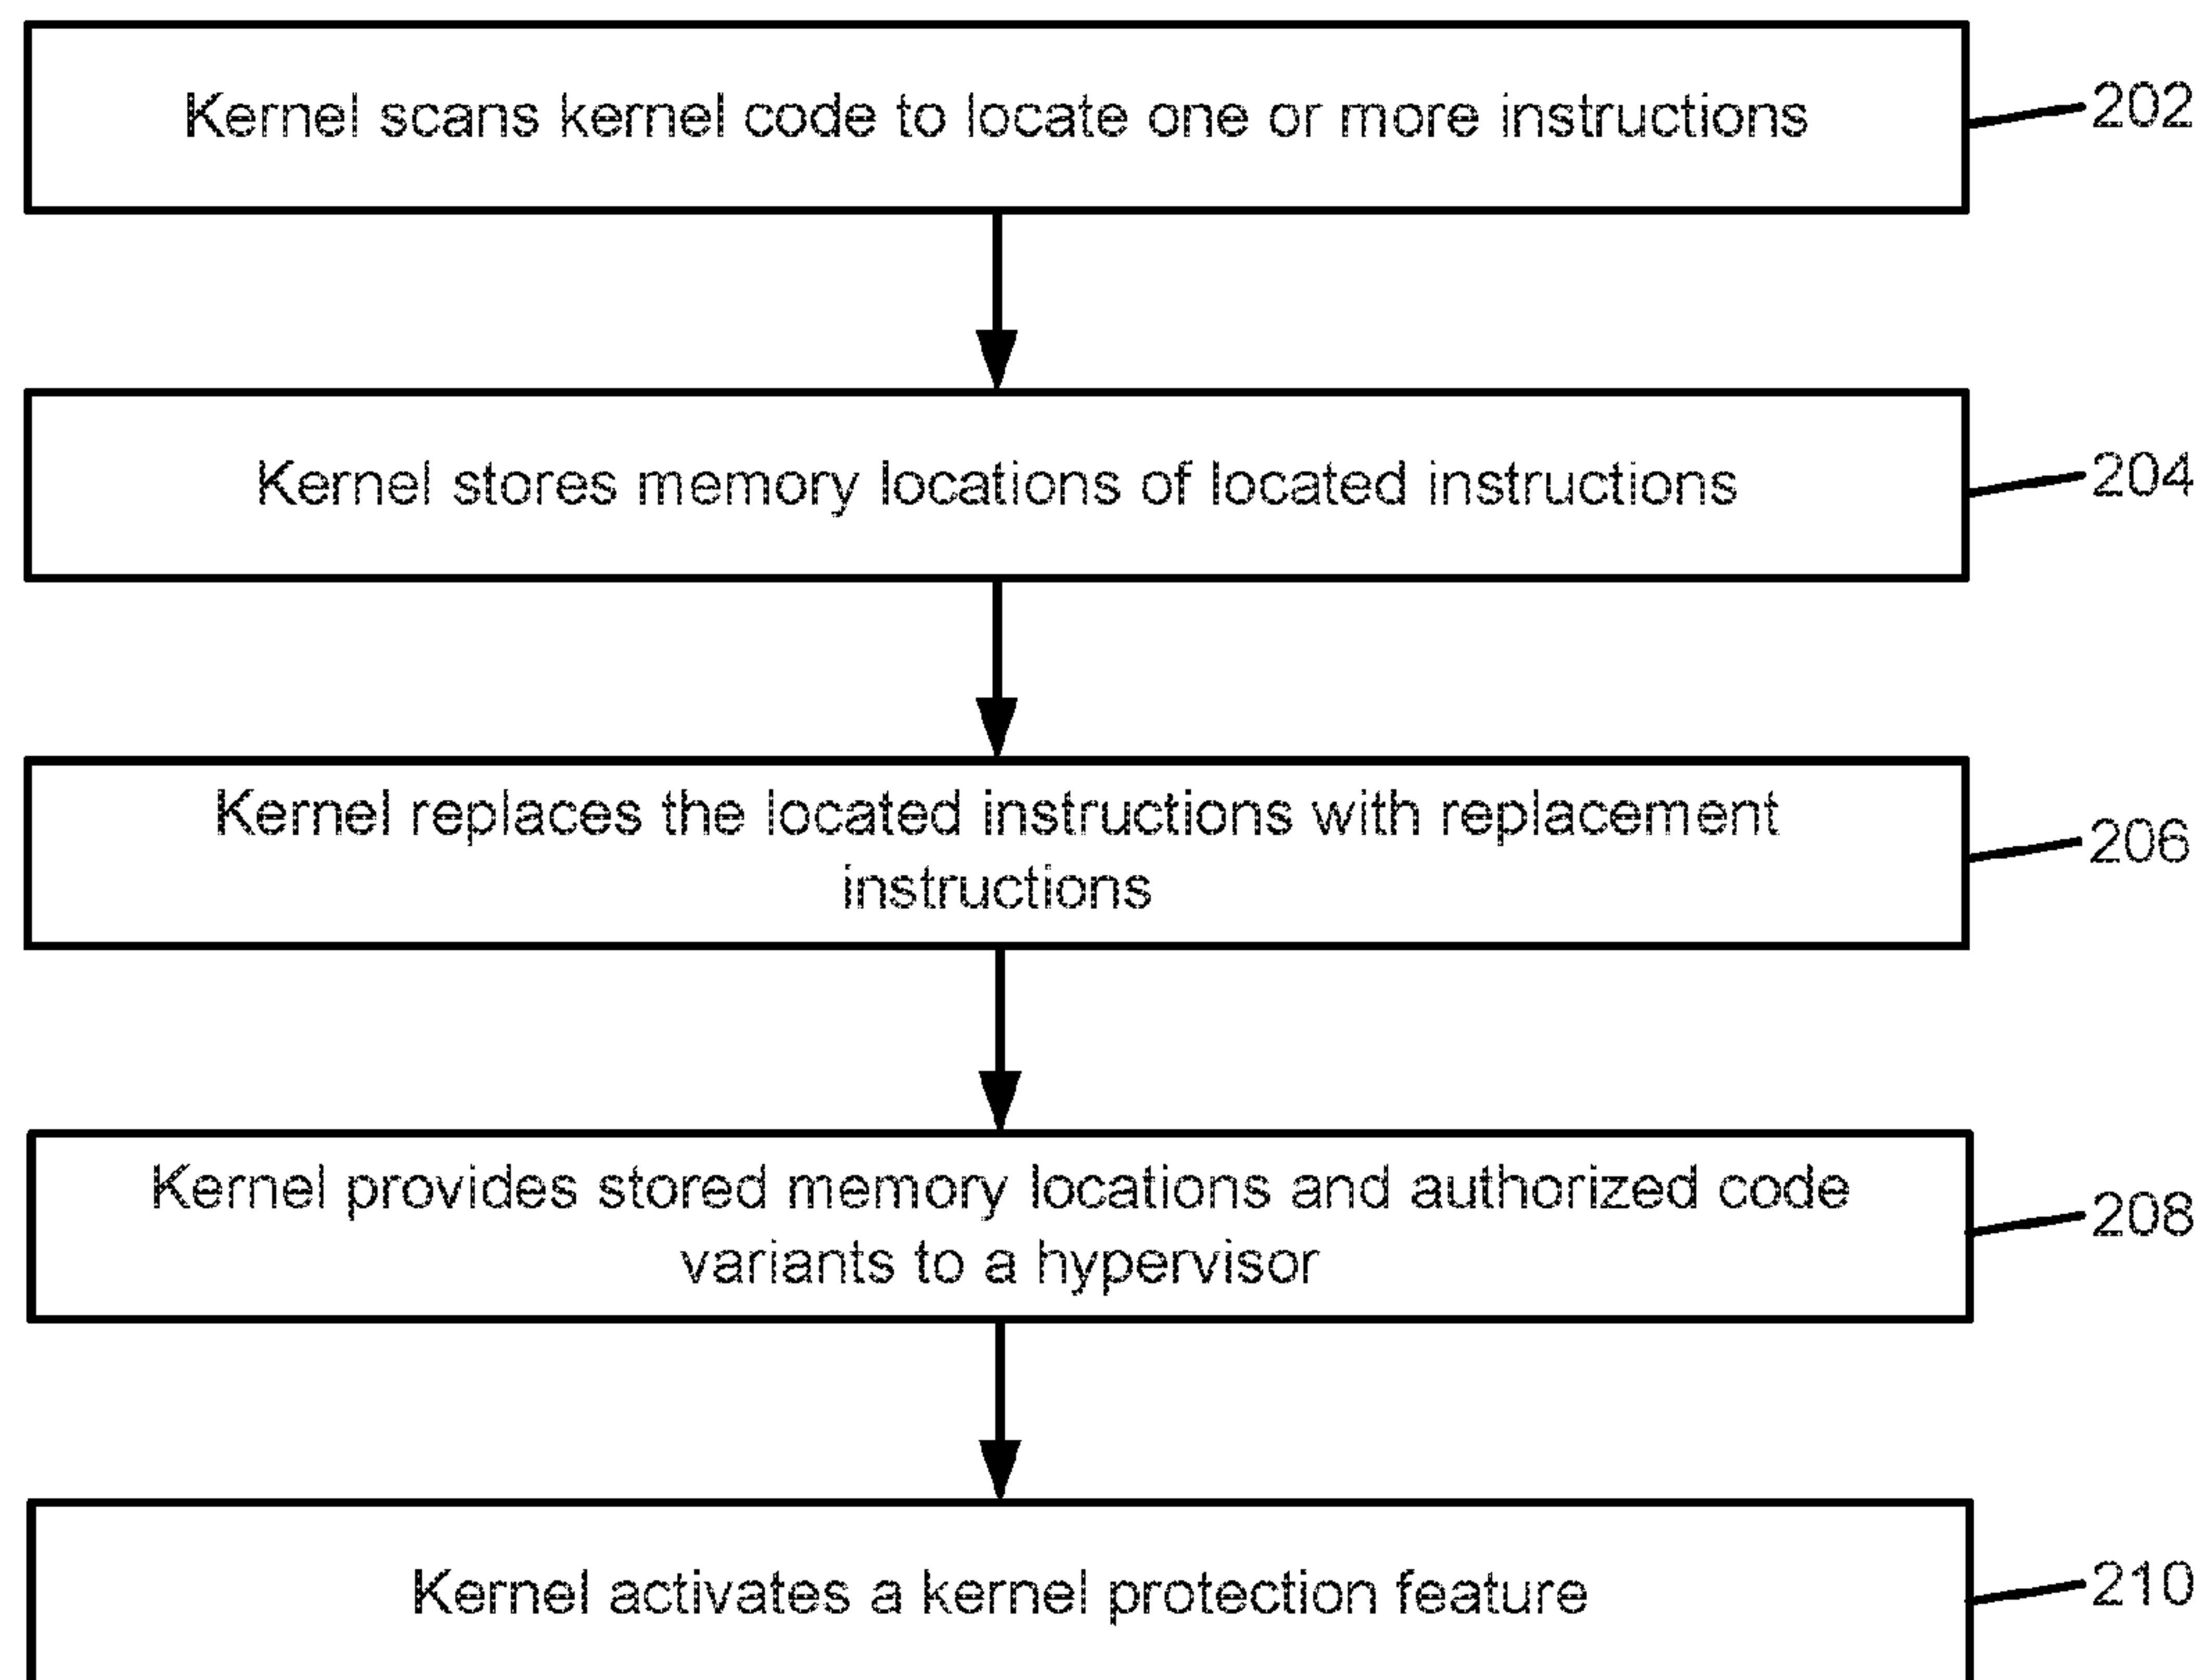 Kernel scans kernel code to locate one or more instructions
202
Kernel stores memory locations of located instructions
204
Kernel replaces the located instructions with replacement
instructions
206
Kernel provides stored memory locations and authorized code
variants to a hypervisor
208
Kernel activates a kernel protection feature
210